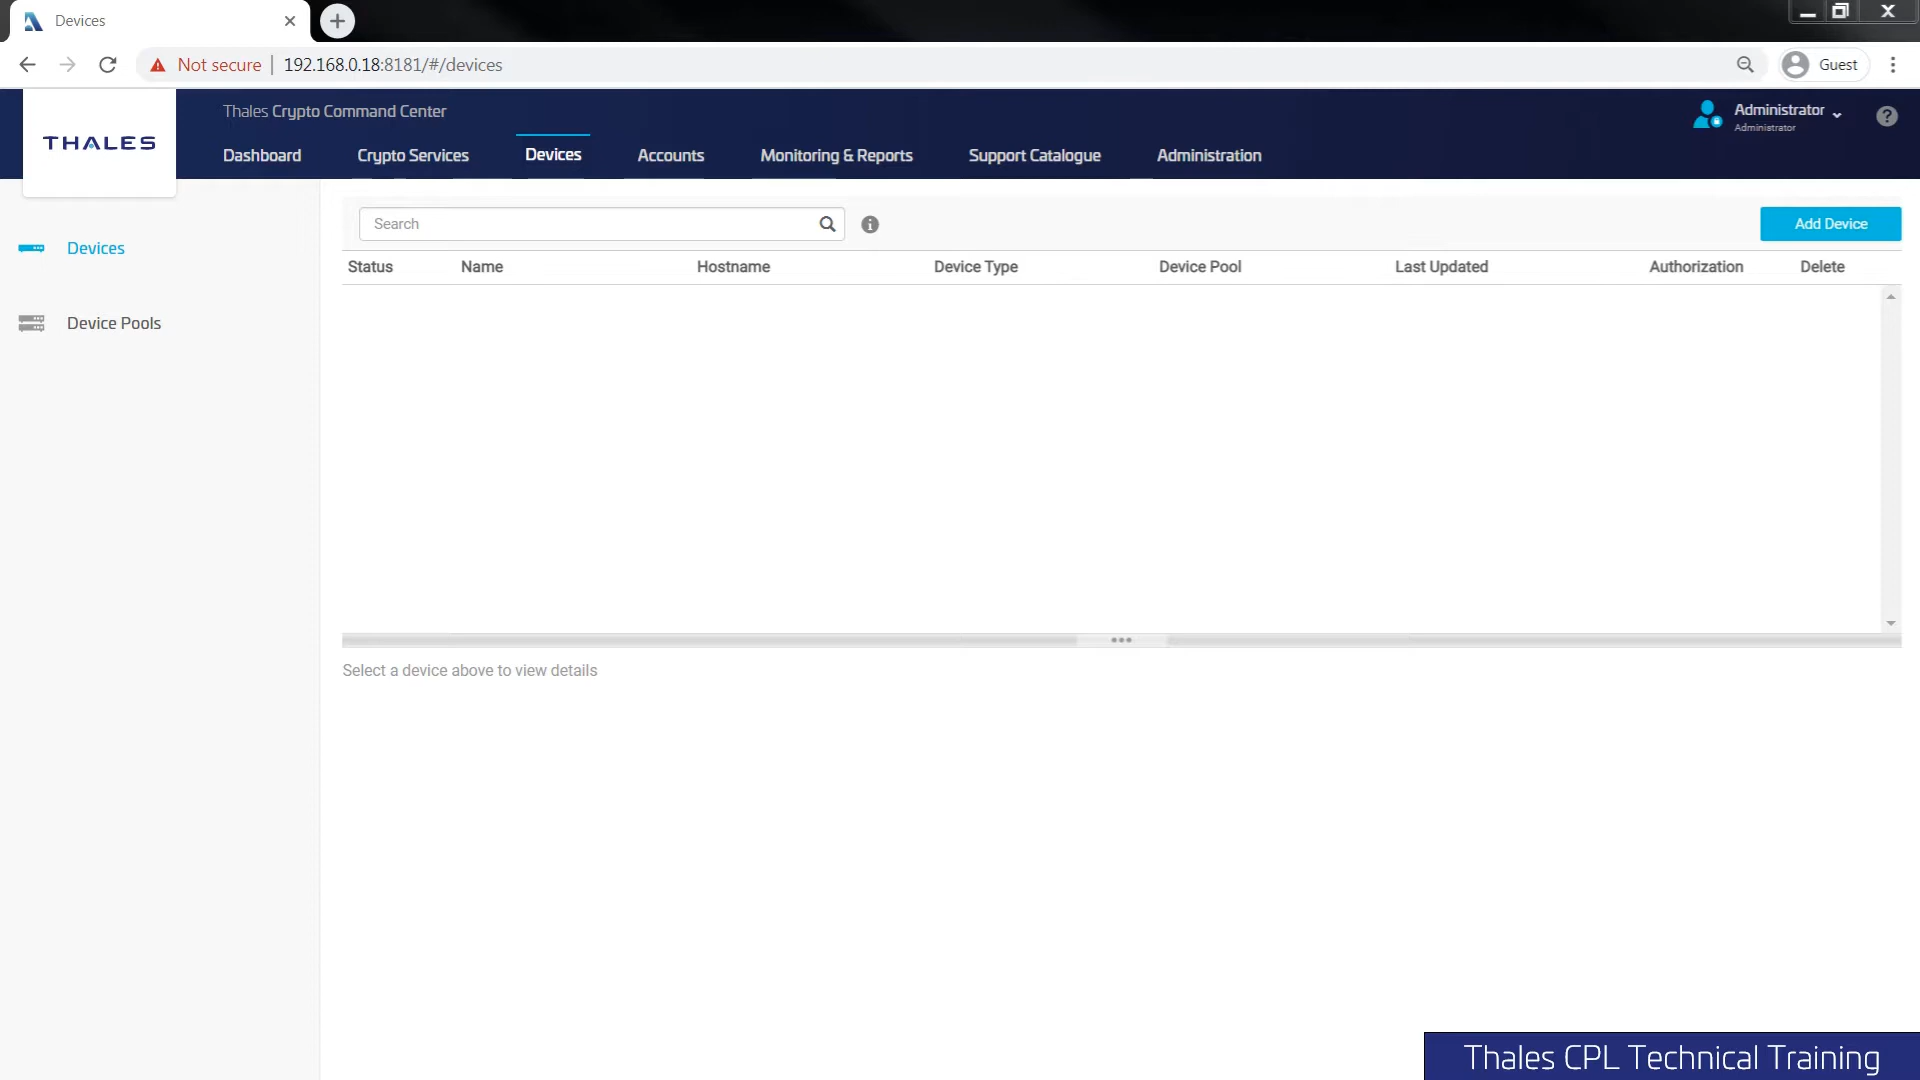 Devices
Not secure
192.168.0.18:8181/#/devices
Guest
THALES
Thales Crypto Command Center
Administrator
Administrator
Dashboard
Crypto Services
Devices
Accounts
Monitoring & Reports
Support Catalogue
Administration
Devices
Device Pools
Search
Add Device
Status
Name
Hostname
Device Type
Device Pool
Last Updated
Authorization
Delete
Select a device above to view details
Thales CPL Technical Training